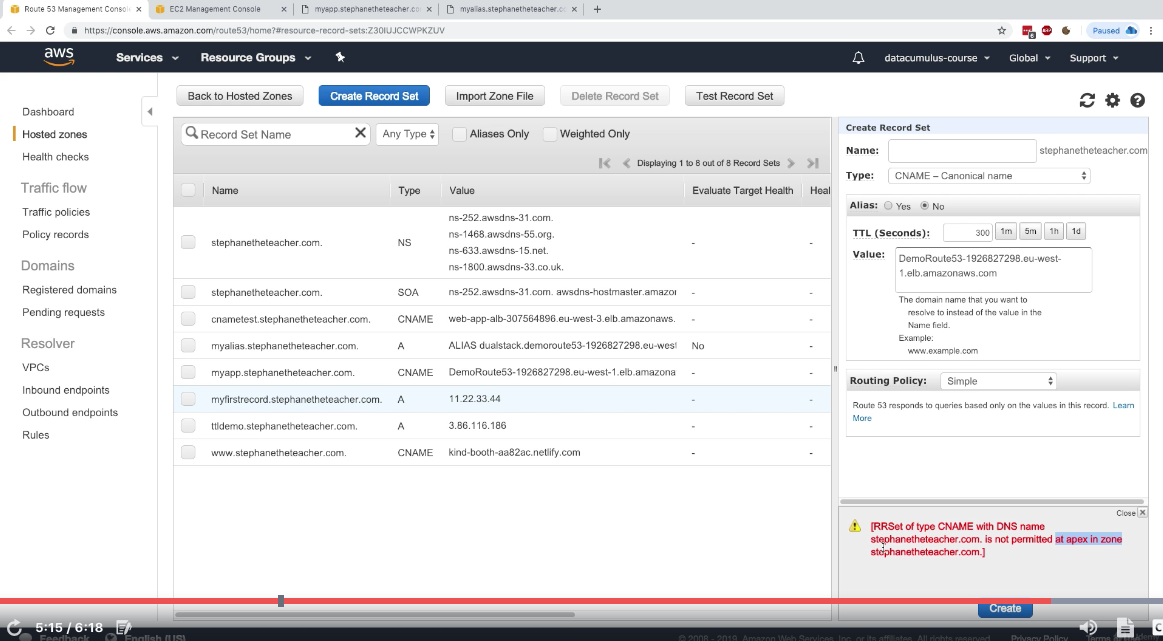 Route 53 Management Conso
EC2 Management Console
myapp.stephanetheteacher.c
myalias.stephanetheteacher.c
https://console.aws.amazon.com/route53/home?#resource-record-sets:Z30IUJCCWPKZUV
Paused
aws
Services
Resource Groups
datacumulus-course
Global
Support
Dashboard
Hosted zones
Health checks
Traffic flow
Traffic policies
Policy records
Domains
Registered domains
Pending requests
Resolver
VPCs
Inbound endpoints
Outbound endpoints
Rules
Back to Hosted Zones
Create Record Set
Import Zone File
Delete Record Set
Test Record Set
Record Set Name
Any Type
Aliases Only
Weighted Only
Displaying 1 to 8 out of 8 Record Sets
Name Type Value Evaluate Target Health Heal
stephanetheteacher.com. NS
ns-252.awsdns-31.com.
ns-1468.awsdns-55.org.
ns-633.awsdns-15.net.
ns-1800.awsdns-33.co.uk.
-
-
stephanetheteacher.com. SOA ns-252.awsdns-31.com. awsdns-hostmaster.amazor - -
cnametest.stephanetheteacher.com. CNAME web-app-alb-307564896.eu-west-3.elb.amazonaws. - -
myalias.stephanetheteacher.com. A ALIAS dualstack.demoroute53-1926827298.eu-west No -
myapp.stephanetheteacher.com. CNAME DemoRoute53-1926827298.eu-west-1.elb.amazona - -
myfirstrecord.stephanetheteacher.com. A 11.22.33.44 - -
ttldemo.stephanetheteacher.com. A 3.86.116.186 - -
www.stephanetheteacher.com. CNAME kind-booth-aa82ac.netlify.com - -
Create Record Set
Name: stephanetheteacher.com
Type: CNAME – Canonical name
Alias: Yes No
TTL (Seconds): 300 1m 5m 1h 1d
Value: DemoRoute53-1926827298.eu-west-
1.elb.amazonaws.com
The domain name that you want to
resolve to instead of the value in the
Name field.
Example:
www.example.com
Routing Policy: Simple
Route 53 responds to queries based only on the values in this record. Learn
More
Close
[RRSet of type CNAME with DNS name
stephanetheteacher.com. is not permitted at apex in zone
stephanetheteacher.com.]
Create
5:15 / 6:18
Feedback
English (US)
© 2008 - 2019, Amazon Web Services, Inc. or its affiliates. All rights reserved.
Privacy Policy
Terms of